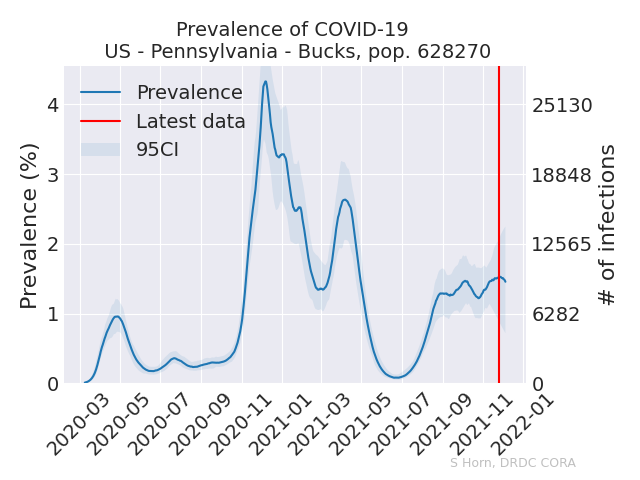 Prevalence of COVID-19
US - Pennsylvania - Bucks, pop. 628270
Prevalence
Latest data
95CI
Prevalence (%)
4
3
2
1
0
25130
18848
12565
6282
0
# of infections
2020-03
2020-05
2020-07
2020-09
2020-11
2021-01
2021-03
2021-05
2021-07
2021-09
2021-11
2022-01
S Horn, DRDC CORA